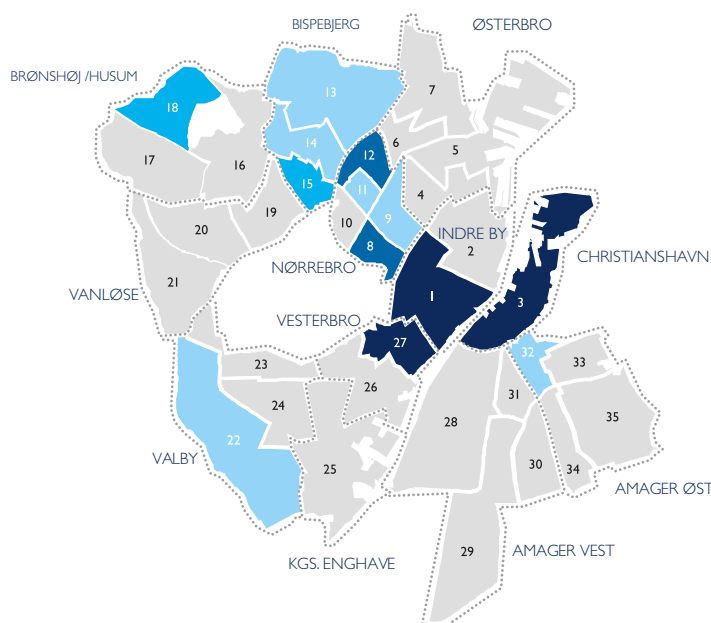 BISPEBJERG
ØSTERBRO
BRØNSHØJ /HUSUM
13
7
18
14
6
5
12
17
16
15
11
4
19
10
9
20
8
INDRE BY
2
CHRISTIANSHAVN
NØRREBRO
21
VANLØSE
1
3
VESTERBRO
27
32
23
33
26
31
24
28
35
22
VALBY
25
30
34
AMAGER ØST
29
AMAGER VEST
KGS. ENGHAVE